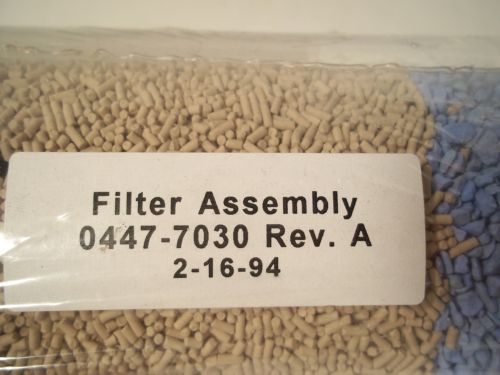 Filter Assembly
0447-7030 Rev. A
2-16-94